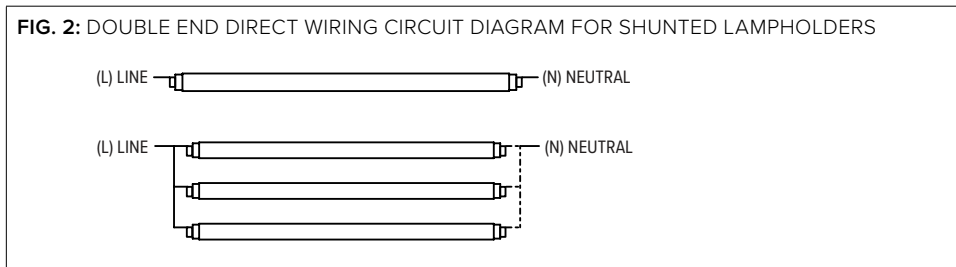 FIG. 2: DOUBLE END DIRECT WIRING CIRCUIT DIAGRAM FOR SHUNTED LAMPHOLDERS
(L) LINE (N) NEUTRAL
(L) LINE (N) NEUTRAL